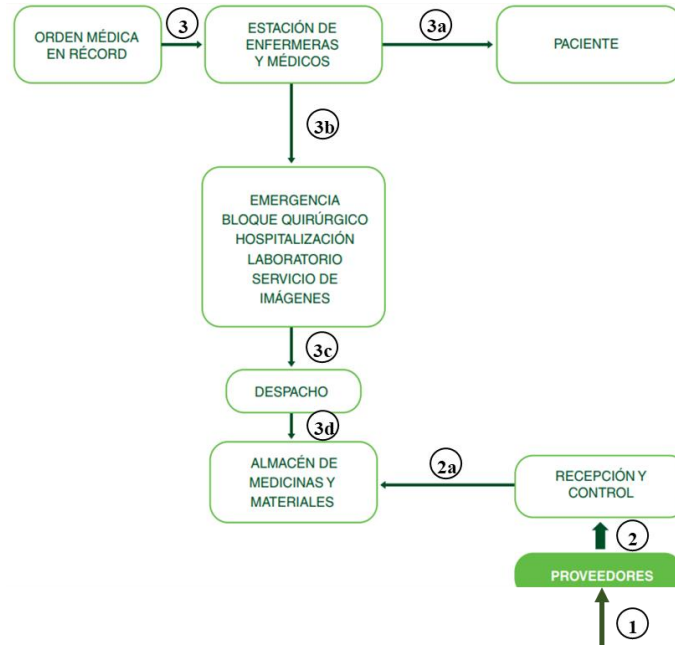 ORDEN MÉDICA
EN RÉCORD
3
ESTACIÓN DE
ENFERMERAS
Y MÉDICOS
3a
PACIENTE
3b
EMERGENCIA
BLOQUE QUIRÚRGICO
HOSPITALIZACIÓN
LABORATORIO
SERVICIO DE
IMÁGENES
3c
DESPACHO
3d
ALMACÉN DE
MEDICINAS Y
MATERIALES
2a
RECEPCIÓN Y
CONTROL
2
PROVEEDORES
1